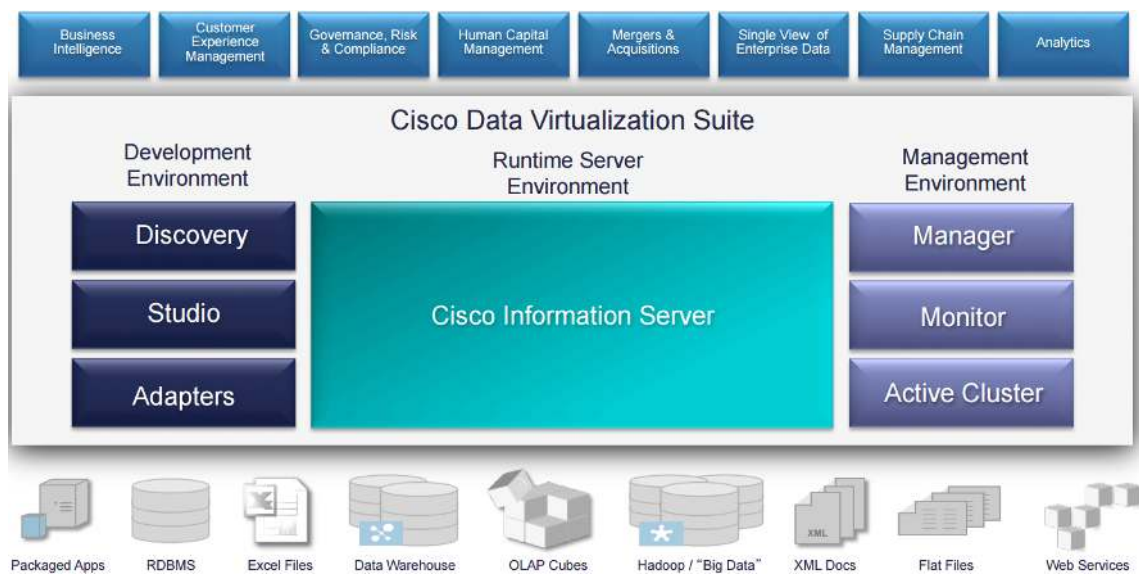 Business
Intelligence
Customer
Experience
Management
Governance, Risk
& Compliance
Human Capital
Management
Mergers &
Acquisitions
Single View of
Enterprise Data
Supply Chain
Management
Analytics
Cisco Data Virtualization Suite
Development
Environment
Runtime Server
Environment
Management
Environment
Discovery
Studio
Adapters
Cisco Information Server
Manager
Monitor
Active Cluster
XML
Packaged Apps
RDBMS
Excel Files
Data Warehouse
OLAP Cubes
Hadoop / "Big Data"
XML Docs
Flat Files
Web Services